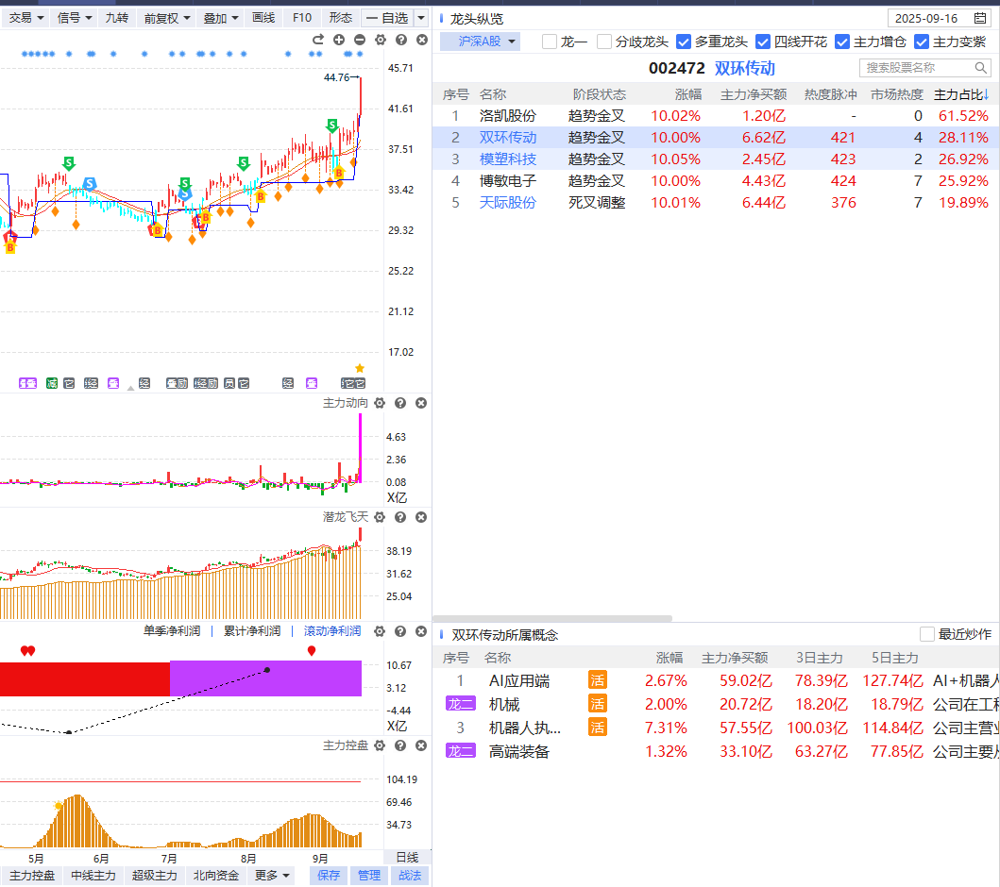 交易 信号 九转 前复权 叠加 画线 F10 形态 一 自选
龙头纵览 2025-09-16
沪深A股 龙一 分歧龙头 多重龙头 四线开花 主力增仓 主力变紫
002472 双环传动 搜索股票名称
序号 名称 阶段状态 涨幅 主力净买额 热度脉冲 市场热度 主力占比↓
1 洛凯股份 趋势金叉 10.02% 1.20亿 - 0 61.52%
2 双环传动 趋势金叉 10.00% 6.62亿 421 4 28.11%
3 模塑科技 趋势金叉 10.05% 2.45亿 423 2 26.92%
4 博敏电子 趋势金叉 10.00% 4.43亿 424 7 25.92%
5 天际股份 死叉调整 10.01% 6.44亿 376 7 19.89%
44.76→
45.71
41.61
37.51
33.42
29.32
25.22
21.12
17.02
S S S S S S
B B B B B
减 它 经 经 员 它 经 它 它
主力动向
4.63
2.36
0.08
X亿
潜龙飞天
38.19
31.62
25.04
单季净利润 | 累计净利润 | 滚动净利润
10.67
3.12
-4.44
X亿
主力控盘
104.19
69.46
34.73
5月 6月 7月 8月 9月 日线
主力控盘 中线主力 超级主力 北向资金 更多 保存 管理 战法
双环传动所属概念 最近炒作
序号 名称 涨幅 主力净买额 3日主力 5日主力
1 AI应用端 活 2.67% 59.02亿 78.39亿 127.74亿 AI+机器人
龙二 机械 活 2.00% 20.72亿 18.20亿 18.79亿 公司在工程
3 机器人执... 活 7.31% 57.55亿 100.03亿 114.84亿 公司主营业
龙二 高端装备 1.32% 33.10亿 63.27亿 77.85亿 公司主要从